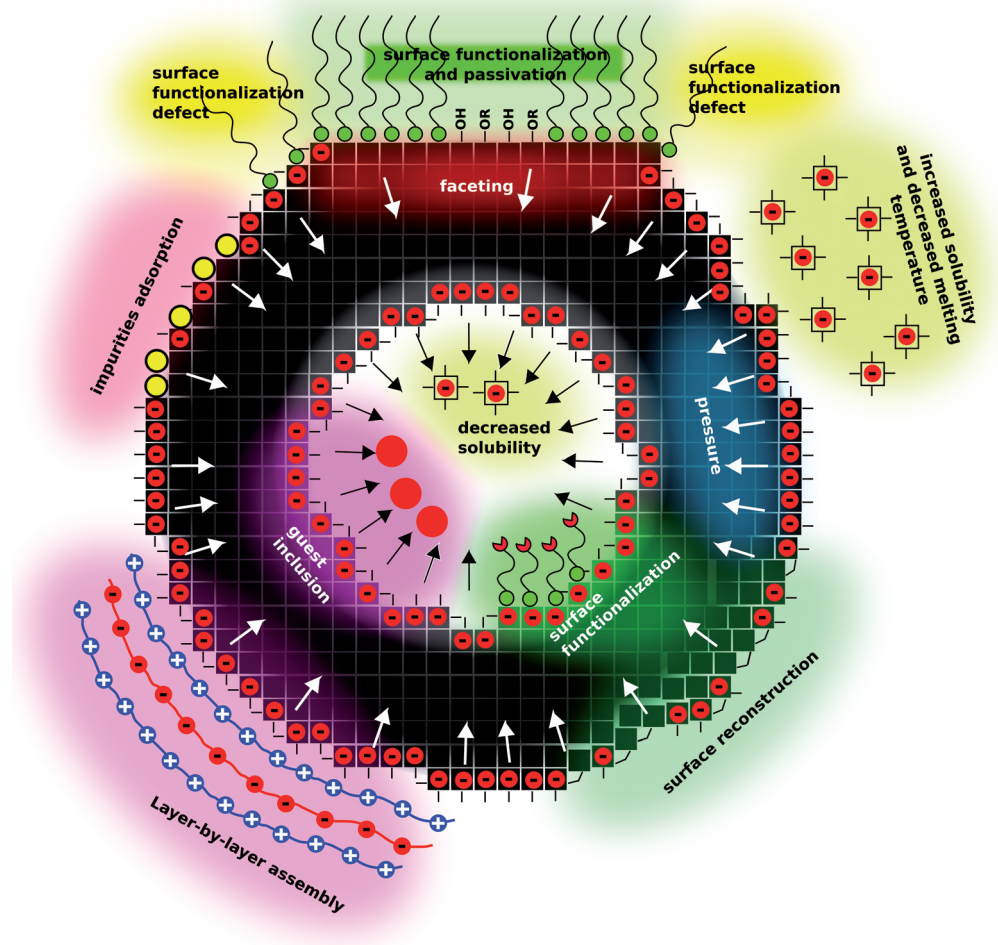 surface functionalization
and passivation
surface
functionalization
defect
surface
functionalization
defect
OH
OR
OH
OR
faceting
increased solubility
and decreased melting
temperature
impurities adsorption
pressure
decreased
solubility
guest
inclusion
surface
functionalization
surface reconstruction
Layer-by-layer assembly